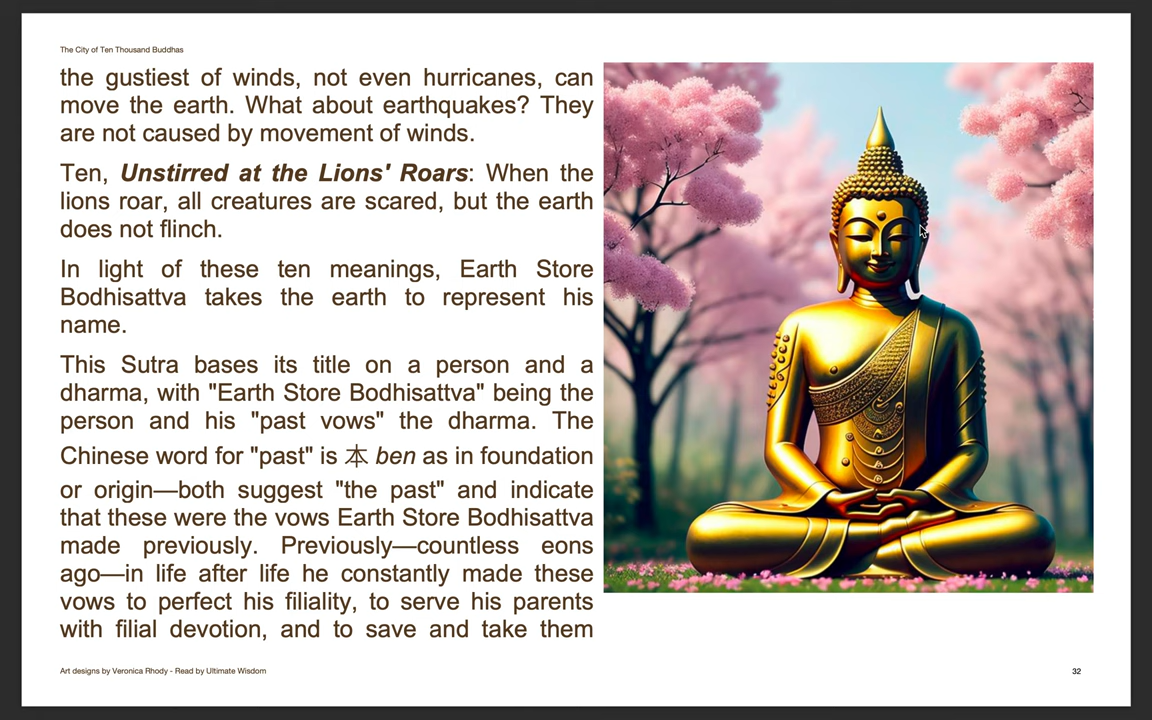 The City of Ten Thousand Buddhas
the gustiest of winds, not even hurricanes, can
move the earth. What about earthquakes? They
are not caused by movement of winds.
Ten, Unstirred at the Lions' Roars: When the
lions roar, all creatures are scared, but the earth
does not flinch.
In light of these ten meanings, Earth Store
Bodhisattva takes the earth to represent his
name.
This Sutra bases its title on a person and a
dharma, with "Earth Store Bodhisattva" being the
person and his "past vows" the dharma. The
Chinese word for "past" is 本 ben as in foundation
or origin—both suggest "the past" and indicate
that these were the vows Earth Store Bodhisattva
made previously. Previously—countless eons
ago—in life after life he constantly made these
vows to perfect his filiality, to serve his parents
with filial devotion, and to save and take them
Art designs by Veronica Rhody - Read by Ultimate Wisdom
32